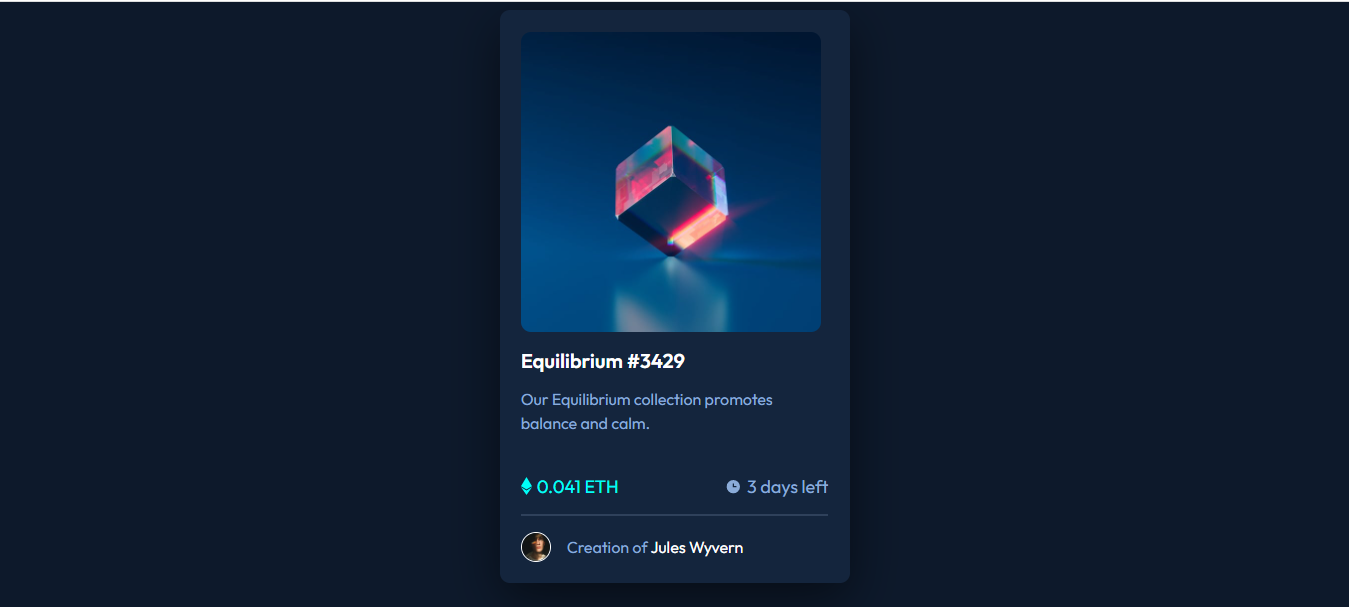 Equilibrium #3429
Our Equilibrium collection promotes
balance and calm.
0.041 ETH
3 days left
Creation of Jules Wyvern